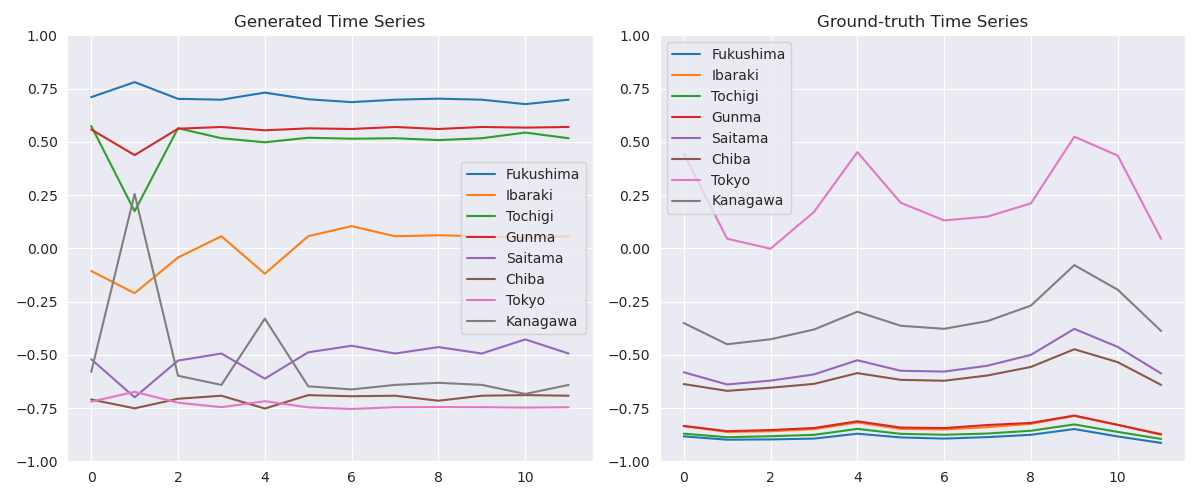 Generated Time Series
1.00
0.75
0.50
0.25
0.00
−0.25
−0.50
−0.75
−1.00
0 2 4 6 8 10
Fukushima
Ibaraki
Tochigi
Gunma
Saitama
Chiba
Tokyo
Kanagawa
Ground-truth Time Series
1.00
0.75
0.50
0.25
0.00
−0.25
−0.50
−0.75
−1.00
0 2 4 6 8 10
Fukushima
Ibaraki
Tochigi
Gunma
Saitama
Chiba
Tokyo
Kanagawa